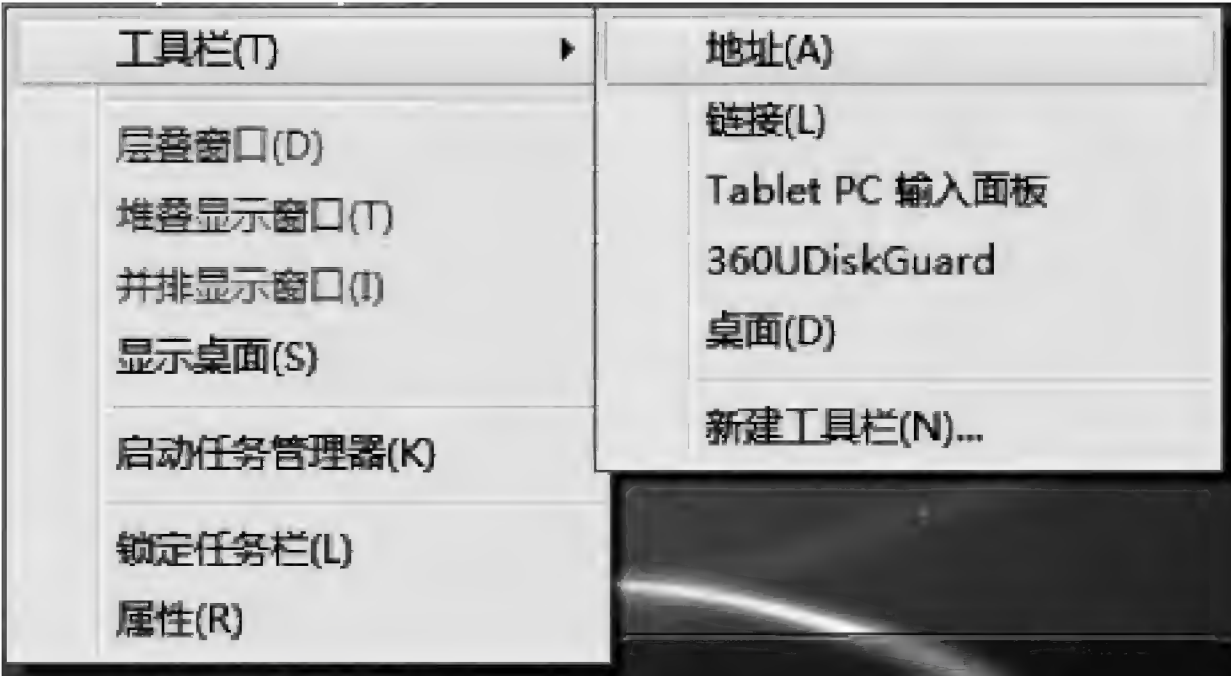 工具栏(T)
层叠窗口(D)
堆叠显示窗口(T)
并排显示窗口(I)
显示桌面(S)
启动任务管理器(K)
锁定任务栏(L)
属性(R)
地址(A)
链接(L)
Tablet PC 输入面板
360UDiskGuard
桌面(D)
新建工具栏(N)...